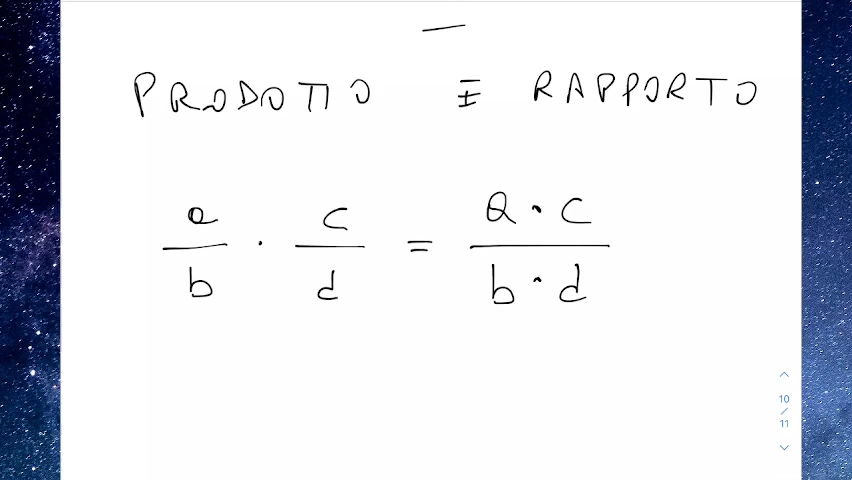 PRODOTTO E RAPPORTO
a/b · c/d = a · c / b · d
10
/
11